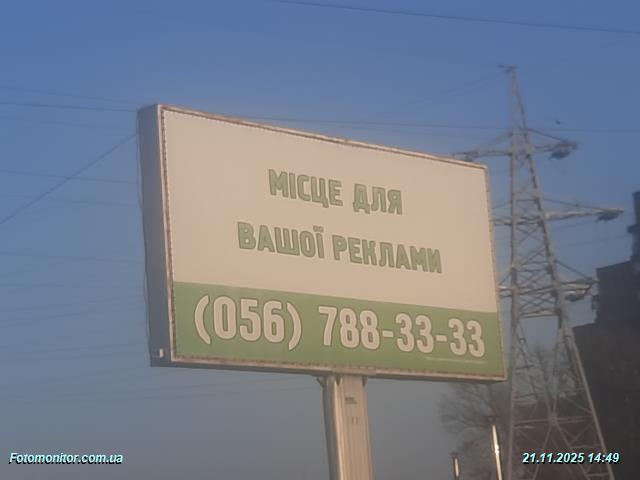 МІСЦЕ ДЛЯ
ВАШОЇ РЕКЛАМИ
(056) 788-33-33
Fotomonitor.com.ua
21.11.2025 14:49